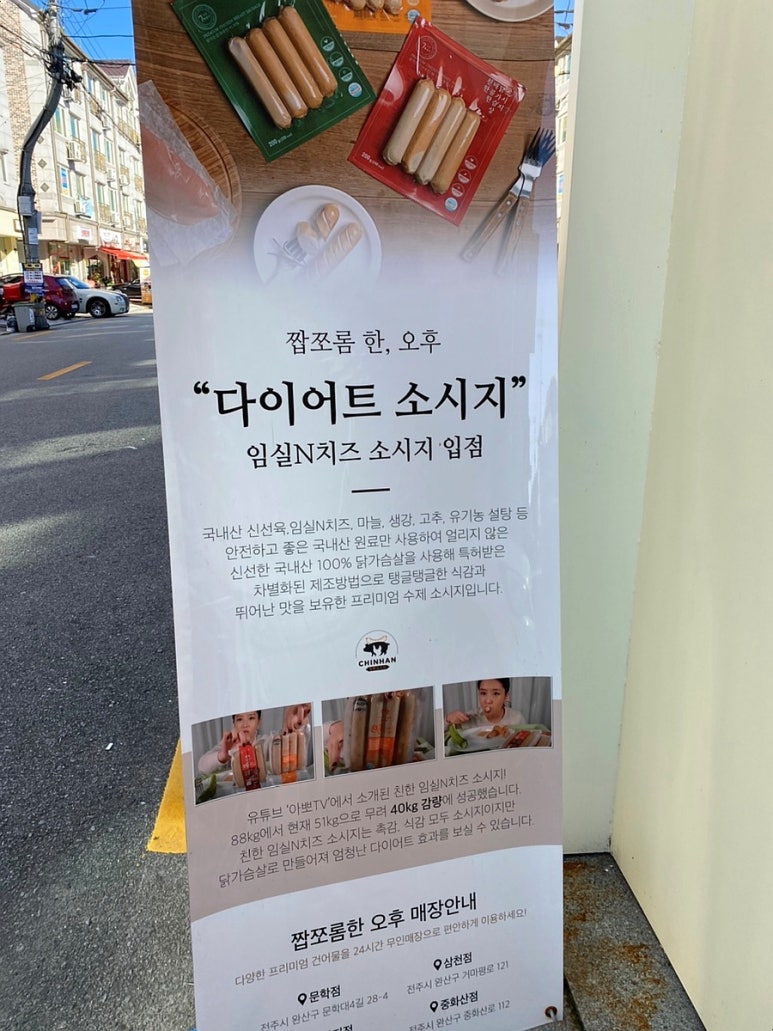 200g
200g
짭쪼롬 한, 오후
“다이어트 소시지”
임실N치즈 소시지 입점
국내산 신선육,임실N치즈, 마늘, 생강, 고추, 유기농 설탕 등
안전하고 좋은 국내산 원료만 사용하여 얼리지 않은
신선한 국내산 100% 닭가슴살을 사용해 특허받은
차별화된 제조방법으로 탱글탱글한 식감과
뛰어난 맛을 보유한 프리미엄 수제 소시지입니다.
CHINHAN
유튜브 '아뽀TV'에서 소개된 친한 임실N치즈 소시지!
88kg에서 현재 51kg으로 무려 40kg 감량에 성공했습니다.
친한 임실N치즈 소시지는 촉감, 식감 모두 소시지이지만
닭가슴살로 만들어져 엄청난 다이어트 효과를 보실 수 있습니다.
짭쪼롬한 오후 매장안내
다양한 프리미엄 건어물을 24시간 무인매장으로 편안하게 이용하세요!
문학점
전주시 완산구 문학대4길 28-4
삼천점
전주시 완산구 거마평로 121
중화산점
전주시 완산구 중화산로 112